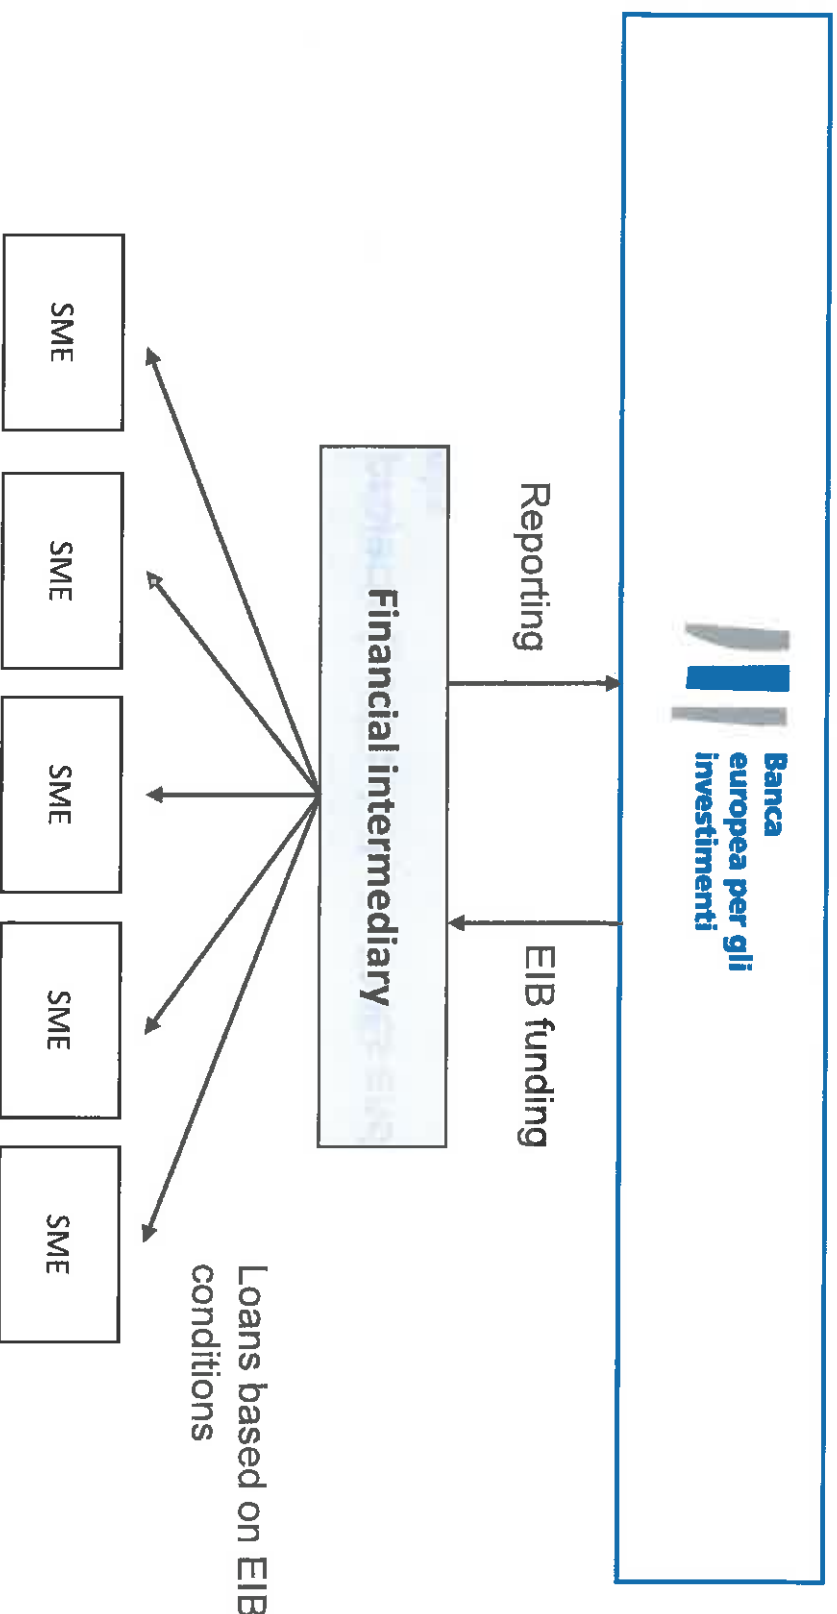 Banca
europea per gli
investimenti
Reporting
EIB funding
Financial intermediary
Loans based on EIB
conditions
SME
SME
SME
SME
SME